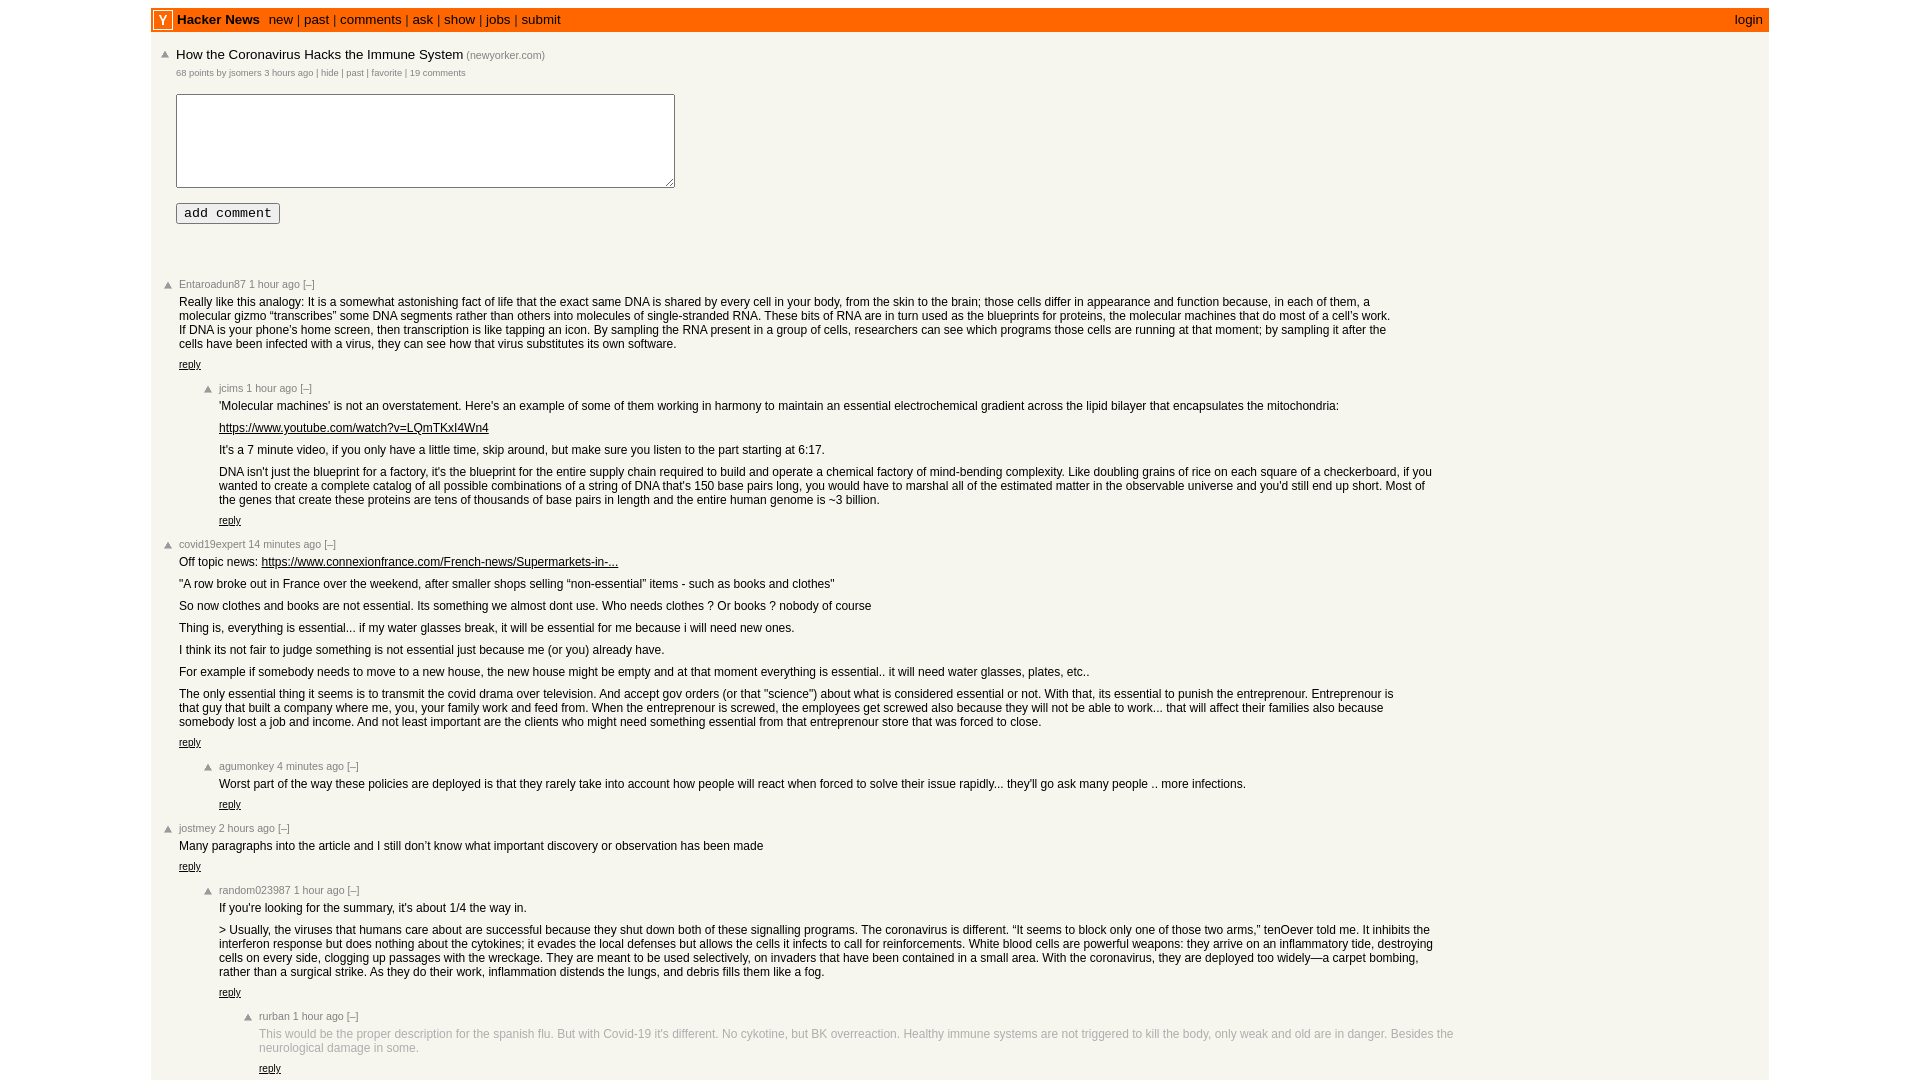 Y Hacker News new | past | comments | ask | show | jobs | submit login
How the Coronavirus Hacks the Immune System (newyorker.com)
68 points by jsomers 3 hours ago | hide | past | favorite | 19 comments
add comment
Entaroadun87 1 hour ago [–]
Really like this analogy: It is a somewhat astonishing fact of life that the exact same DNA is shared by every cell in your body, from the skin to the brain; those cells differ in appearance and function because, in each of them, a
molecular gizmo “transcribes” some DNA segments rather than others into molecules of single-stranded RNA. These bits of RNA are in turn used as the blueprints for proteins, the molecular machines that do most of a cell’s work.
If DNA is your phone’s home screen, then transcription is like tapping an icon. By sampling the RNA present in a group of cells, researchers can see which programs those cells are running at that moment; by sampling it after the
cells have been infected with a virus, they can see how that virus substitutes its own software.
reply
jcims 1 hour ago [–]
'Molecular machines' is not an overstatement. Here's an example of some of them working in harmony to maintain an essential electrochemical gradient across the lipid bilayer that encapsulates the mitochondria:
https://www.youtube.com/watch?v=LQmTKxI4Wn4
It's a 7 minute video, if you only have a little time, skip around, but make sure you listen to the part starting at 6:17.
DNA isn't just the blueprint for a factory, it's the blueprint for the entire supply chain required to build and operate a chemical factory of mind-bending complexity. Like doubling grains of rice on each square of a checkerboard, if you
wanted to create a complete catalog of all possible combinations of a string of DNA that's 150 base pairs long, you would have to marshal all of the estimated matter in the observable universe and you'd still end up short. Most of
the genes that create these proteins are tens of thousands of base pairs in length and the entire human genome is ~3 billion.
reply
covid19expert 14 minutes ago [–]
Off topic news: https://www.connexionfrance.com/French-news/Supermarkets-in-...
"A row broke out in France over the weekend, after smaller shops selling “non-essential” items - such as books and clothes"
So now clothes and books are not essential. Its something we almost dont use. Who needs clothes ? Or books ? nobody of course
Thing is, everything is essential... if my water glasses break, it will be essential for me because i will need new ones.
I think its not fair to judge something is not essential just because me (or you) already have.
For example if somebody needs to move to a new house, the new house might be empty and at that moment everything is essential.. it will need water glasses, plates, etc..
The only essential thing it seems is to transmit the covid drama over television. And accept gov orders (or that "science") about what is considered essential or not. With that, its essential to punish the entreprenour. Entreprenour is
that guy that built a company where me, you, your family work and feed from. When the entreprenour is screwed, the employees get screwed also because they will not be able to work... that will affect their families also because
somebody lost a job and income. And not least important are the clients who might need something essential from that entreprenour store that was forced to close.
reply
agumonkey 4 minutes ago [–]
Worst part of the way these policies are deployed is that they rarely take into account how people will react when forced to solve their issue rapidly... they'll go ask many people .. more infections.
reply
jostmey 2 hours ago [–]
Many paragraphs into the article and I still don’t know what important discovery or observation has been made
reply
random023987 1 hour ago [–]
If you're looking for the summary, it's about 1/4 the way in.
> Usually, the viruses that humans care about are successful because they shut down both of these signalling programs. The coronavirus is different. “It seems to block only one of those two arms,” tenOever told me. It inhibits the
interferon response but does nothing about the cytokines; it evades the local defenses but allows the cells it infects to call for reinforcements. White blood cells are powerful weapons: they arrive on an inflammatory tide, destroying
cells on every side, clogging up passages with the wreckage. They are meant to be used selectively, on invaders that have been contained in a small area. With the coronavirus, they are deployed too widely—a carpet bombing,
rather than a surgical strike. As they do their work, inflammation distends the lungs, and debris fills them like a fog.
reply
rurban 1 hour ago [–]
This would be the proper description for the spanish flu. But with Covid-19 it's different. No cykotine, but BK overreaction. Healthy immune systems are not triggered to kill the body, only weak and old are in danger. Besides the
neurological damage in some.
reply